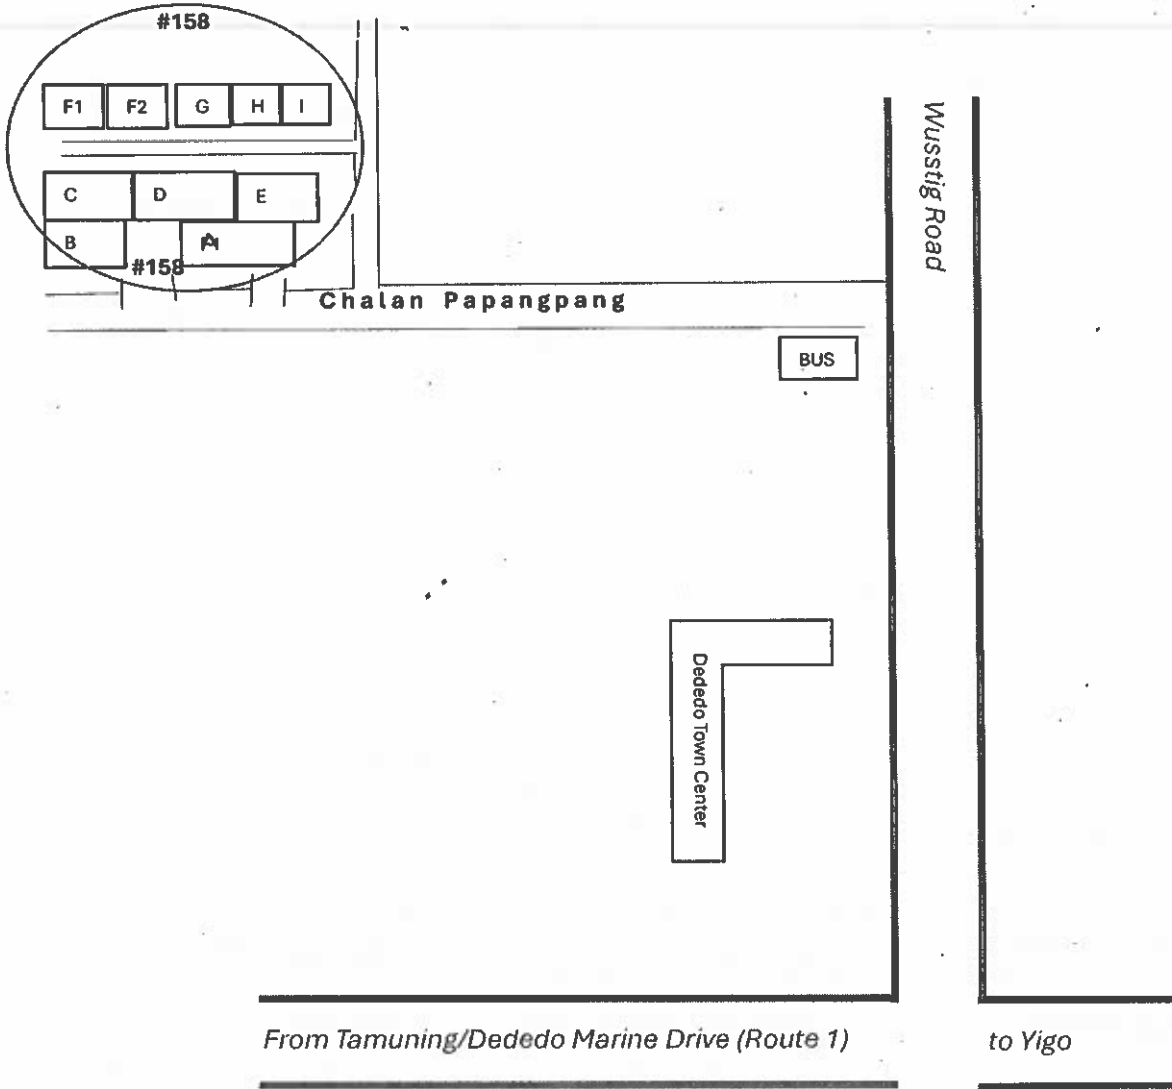 #158
F1 F2 G H I
C D E
B A
#158
Chalan Papangpang
Wusstig Road
BUS
Dededo Town Center
From Tamuning/Dededo Marine Drive (Route 1)
to Yigo